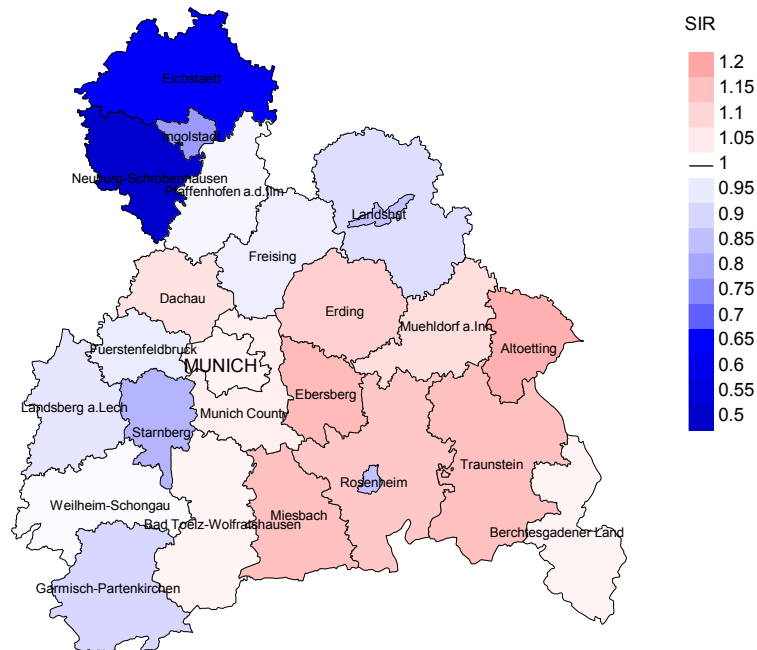 SIR
1.2
1.15
1.1
1.05
1
0.95
0.9
0.85
0.8
0.75
0.7
0.65
0.6
0.55
0.5
Eichstaett
Ingolstadt
Neuburg-Schrobenhausen
Pfaffenhofen a.d.Ilm
Landshut
Freising
Dachau
Erding
Muehldorf a.Inn
Altoetting
Fuerstenfeldbruck
MUNICH
Ebersberg
Landsberg a.Lech
Munich County
Starnberg
Traunstein
Rosenheim
Weilheim-Schongau
Miesbach
Bad Toelz-Wolfratshausen
Berchtesgadener Land
Garmisch-Partenkirchen